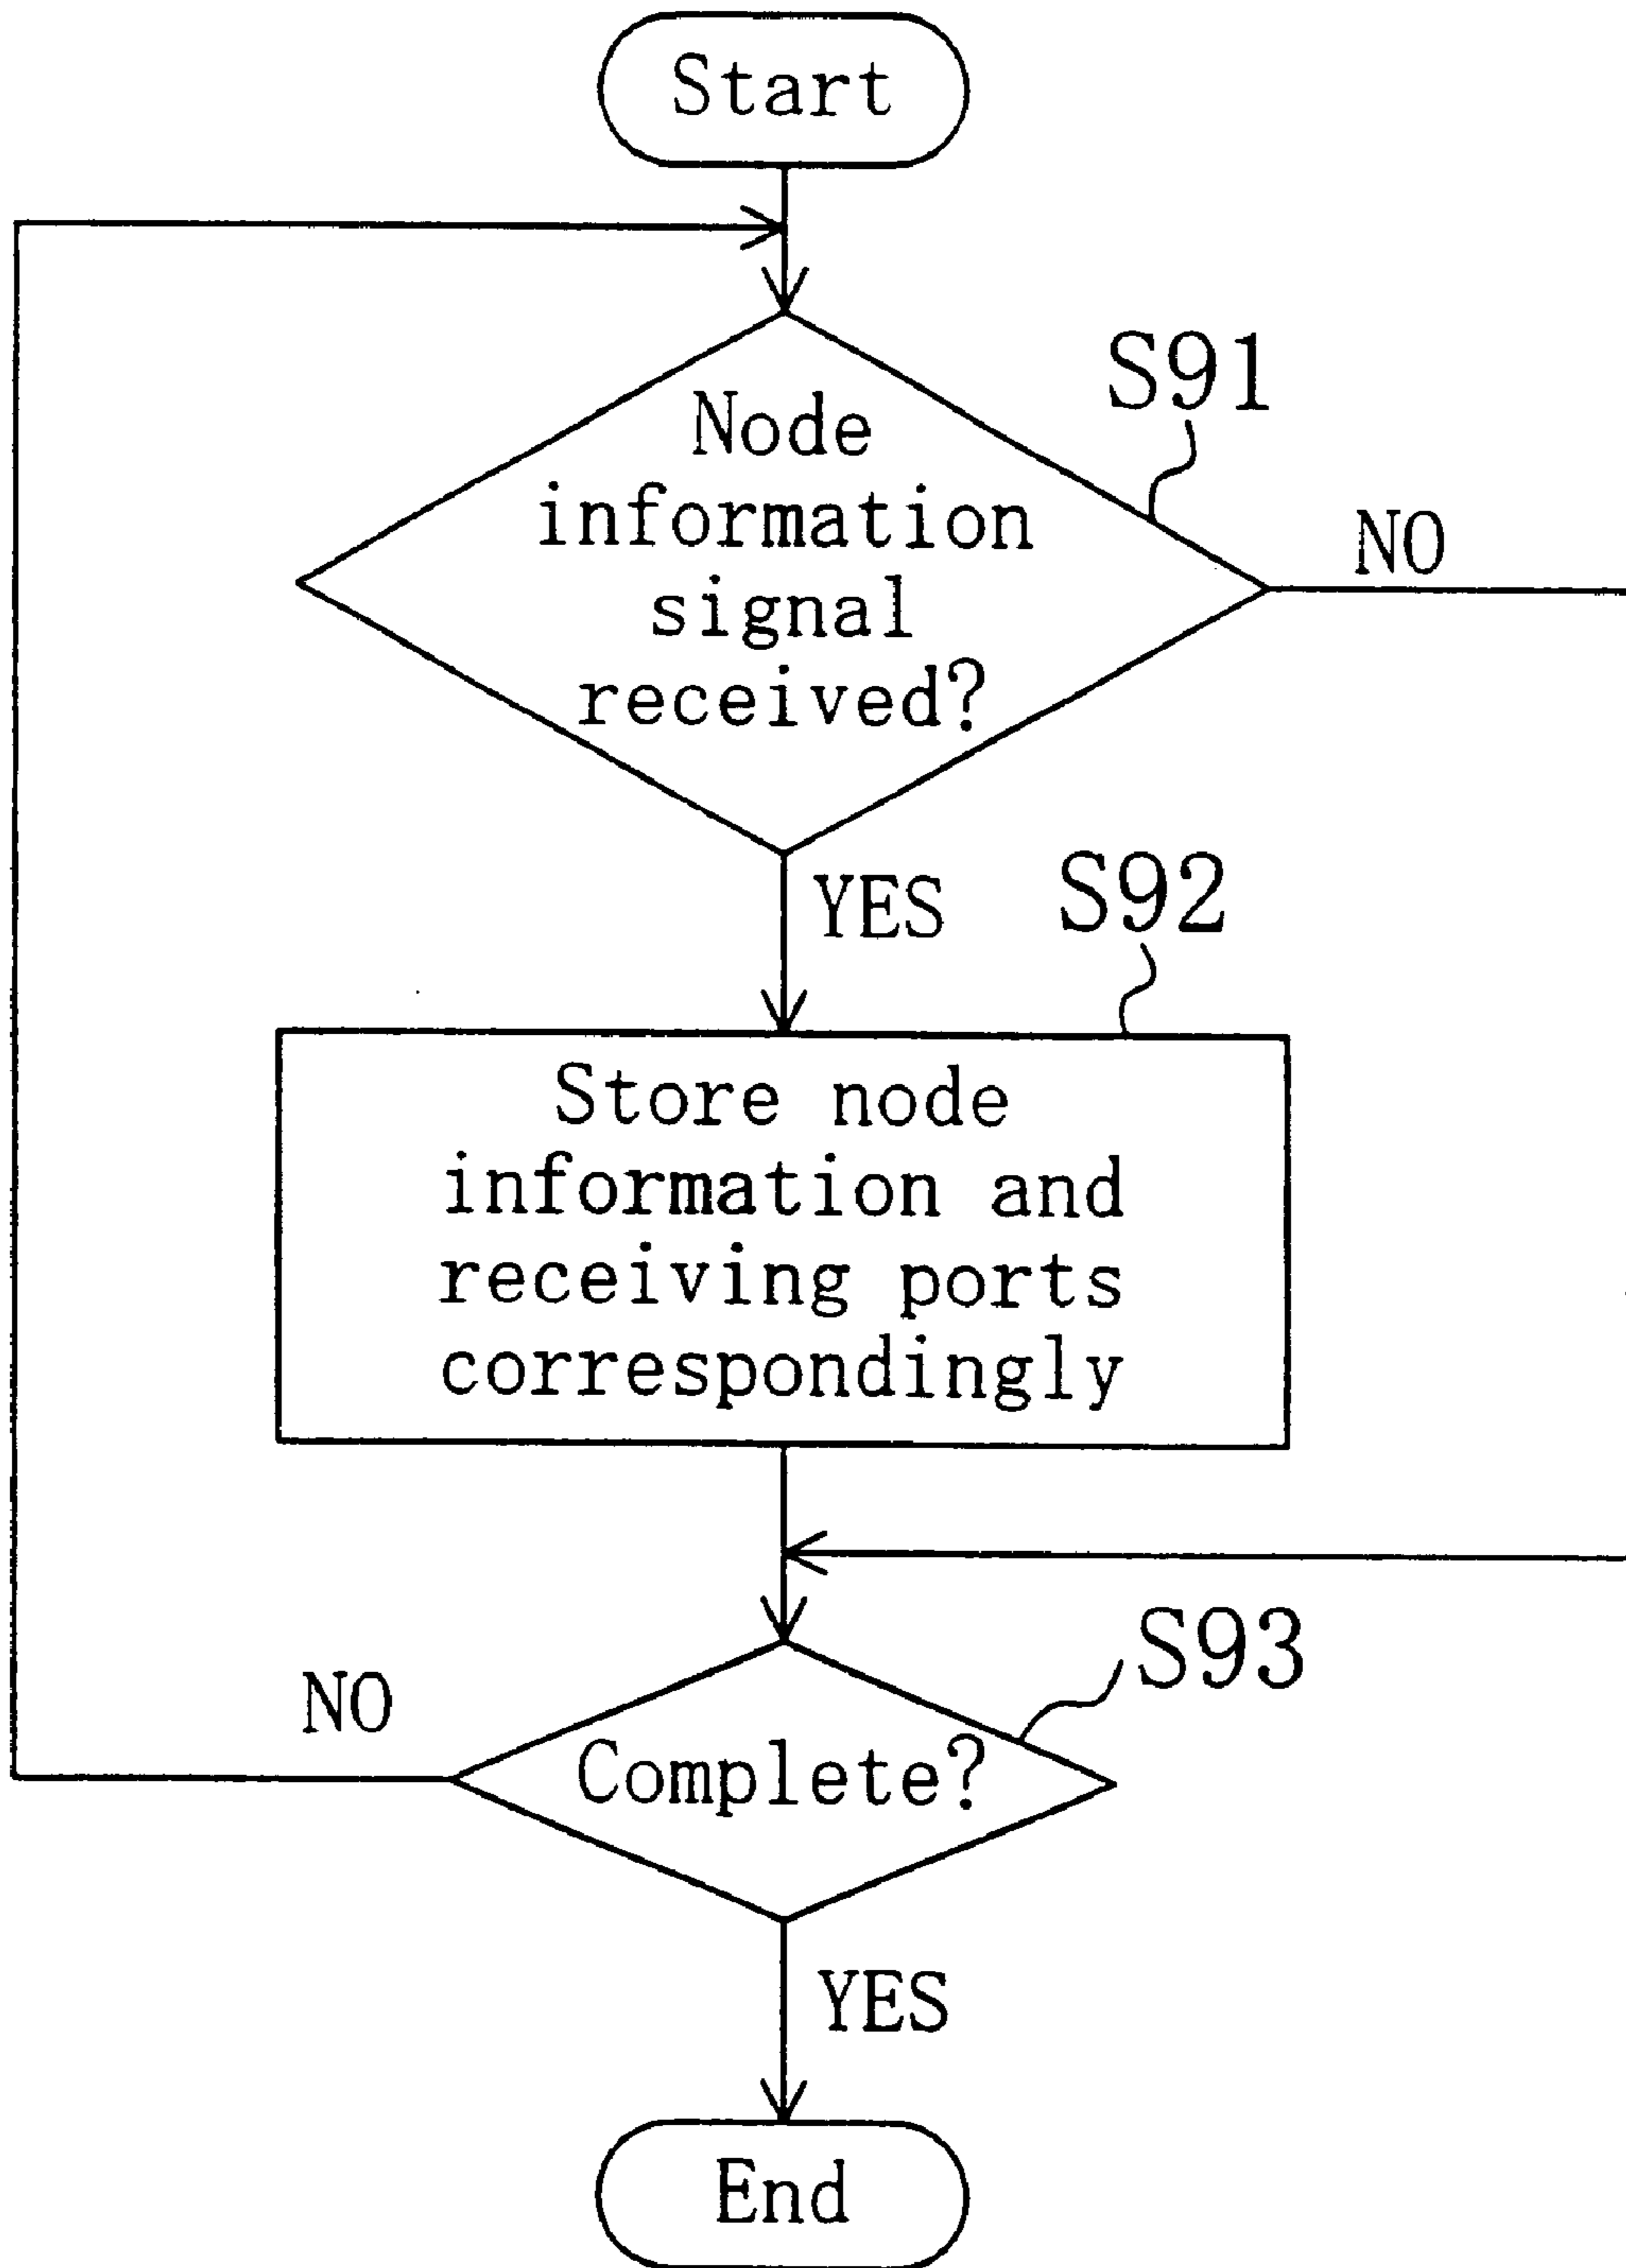 Start
S91
Node
information
signal
received?
NO
YES
S92
Store node
information and
receiving ports
correspondingly
S93
NO
Complete?
YES
End